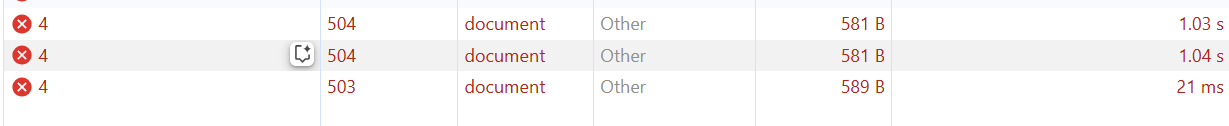 4 504 document Other 581 B 1.03 s
4 504 document Other 581 B 1.04 s
4 503 document Other 589 B 21 ms